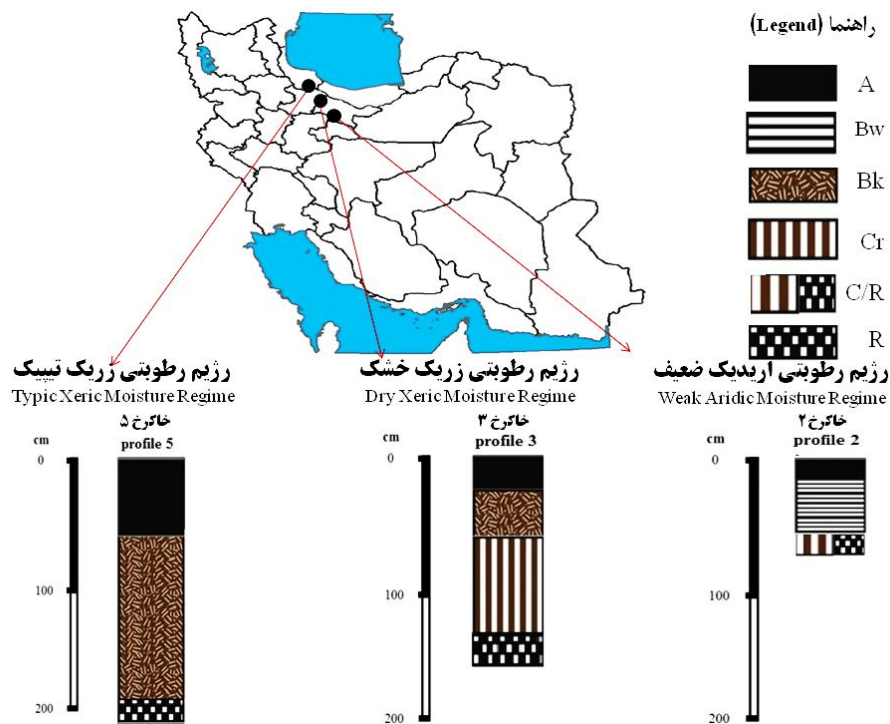 راهنما (Legend)
A
Bw
Bk
Cr
C/R
R
رژیم رطوبتی زریک تیپیک
Typic Xeric Moisture Regime
خاکرخ ۵
profile 5
cm
0
100
200
رژیم رطوبتی زریک خشک
Dry Xeric Moisture Regime
خاکرخ ۳
profile 3
cm
0
100
200
رژیم رطوبتی اریدیک ضعیف
Weak Aridic Moisture Regime
خاکرخ ۲
profile 2
cm
0
100
200